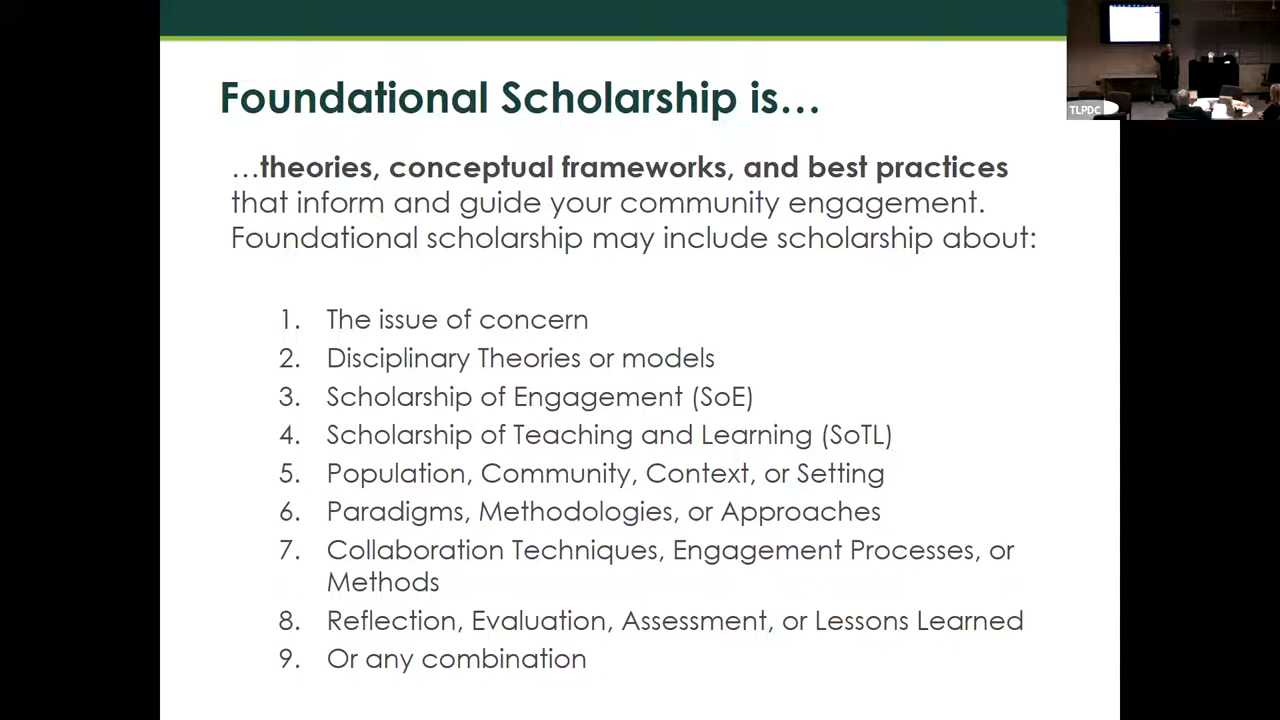 Foundational Scholarship is…
…theories, conceptual frameworks, and best practices
that inform and guide your community engagement.
Foundational scholarship may include scholarship about:
1. The issue of concern
2. Disciplinary Theories or models
3. Scholarship of Engagement (SoE)
4. Scholarship of Teaching and Learning (SoTL)
5. Population, Community, Context, or Setting
6. Paradigms, Methodologies, or Approaches
7. Collaboration Techniques, Engagement Processes, or
Methods
8. Reflection, Evaluation, Assessment, or Lessons Learned
9. Or any combination
TLPDC